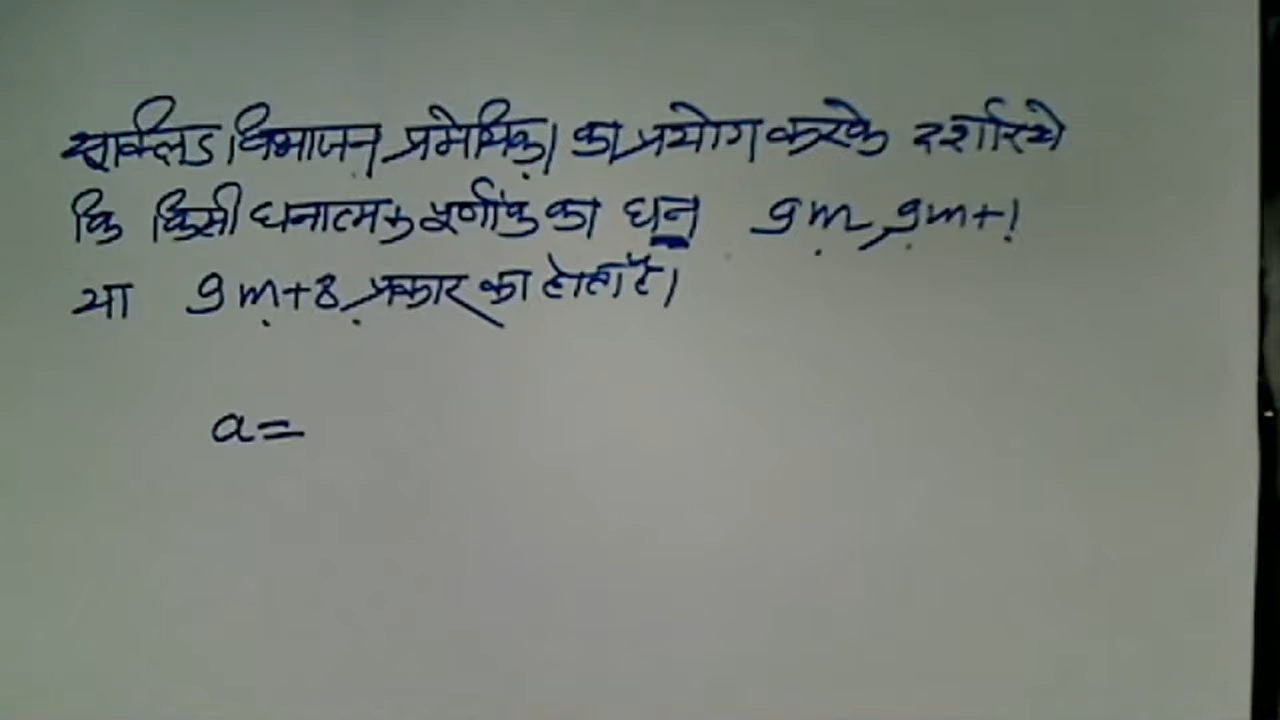 यूक्लिड विभाजन प्रमेयिका का प्रयोग करके दर्शाइये
कि किसी धनात्मक पूर्णांक का घन 9m, 9m+1
या 9m+8 प्रकार का होता है।
a=